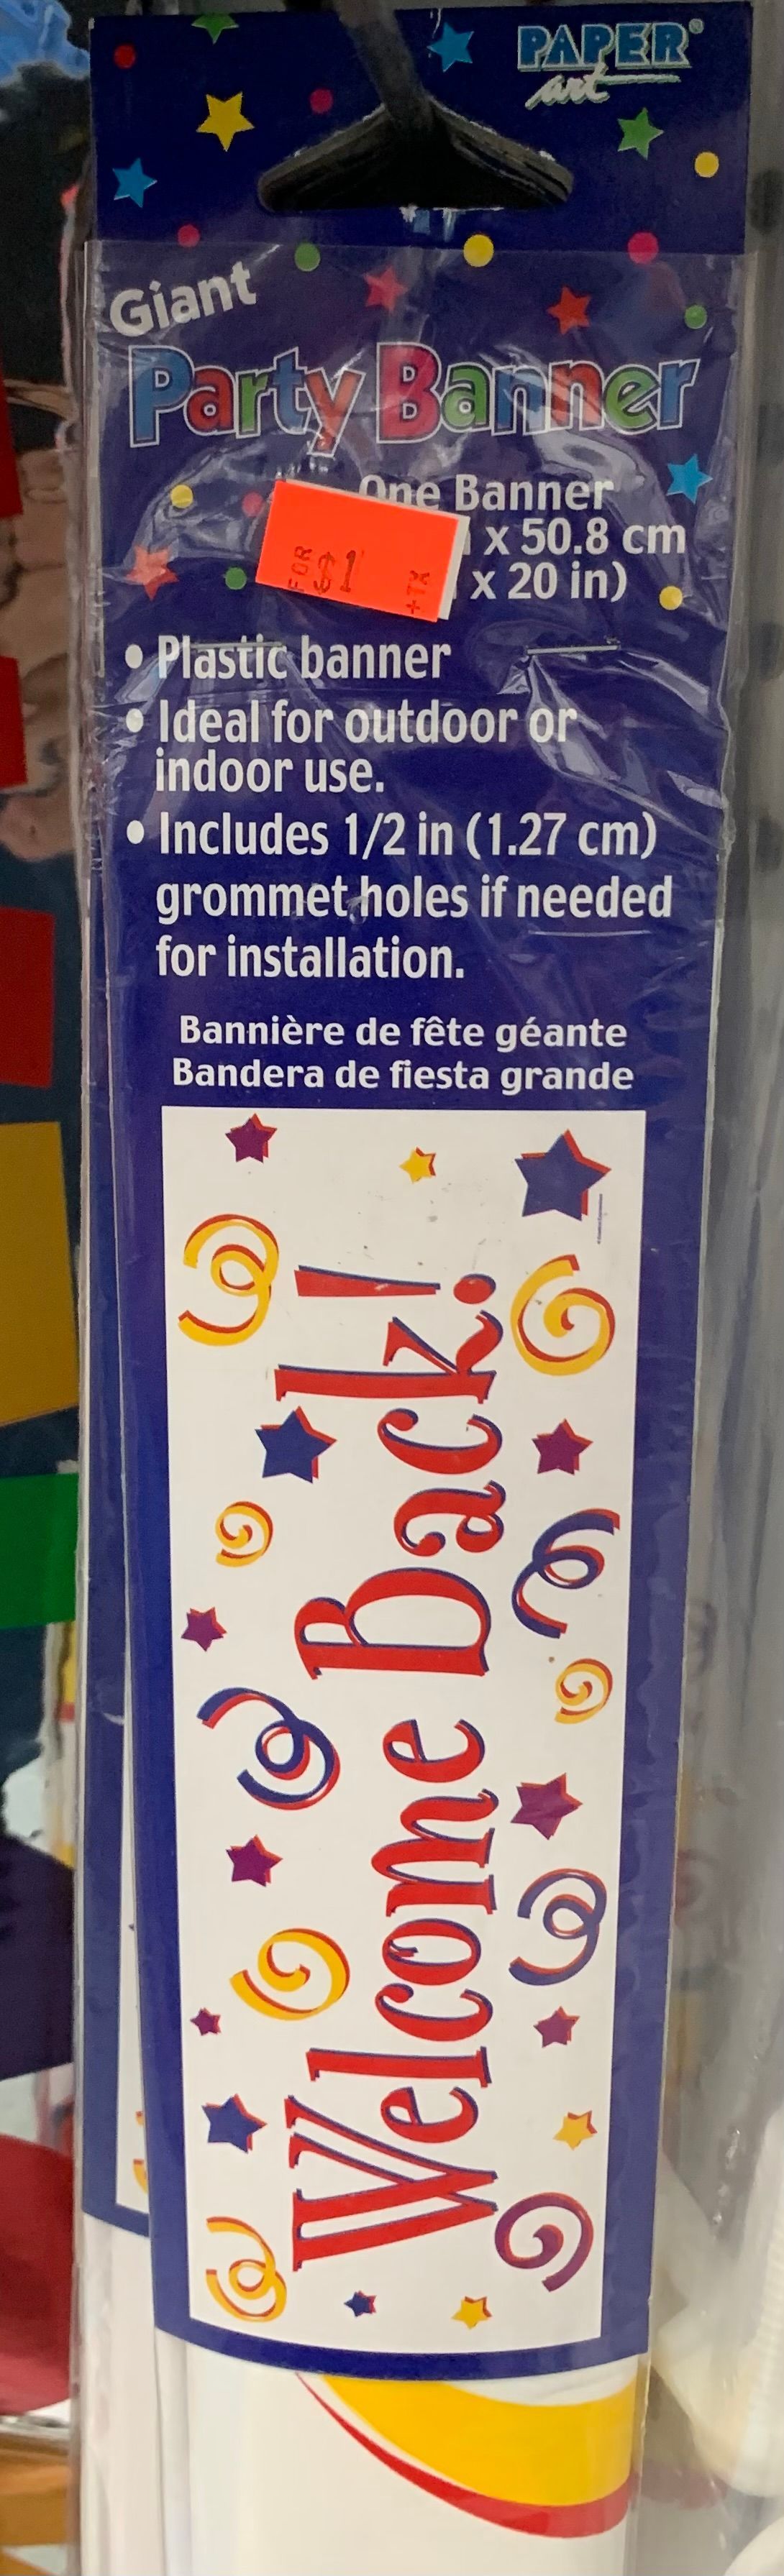 PAPER®
art
Giant
Party Banner
One Banner
x 50.8 cm
x 20 in)
FOR
$1
+TX
• Plastic banner
• Ideal for outdoor or
indoor use.
• Includes 1/2 in (1.27 cm)
grommet holes if needed
for installation.
Bannière de fête géante
Bandera de fiesta grande
Welcome Back!